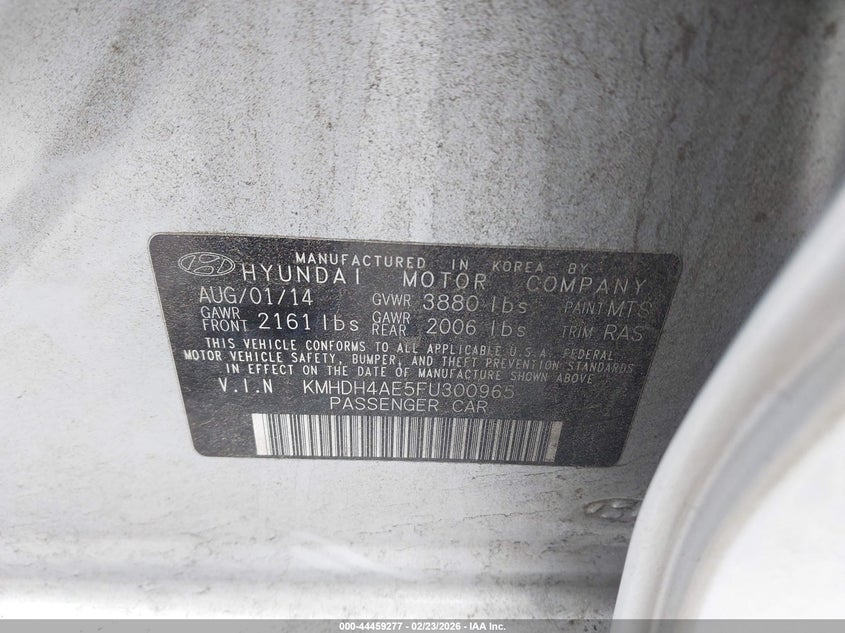 MANUFACTURED IN KOREA BY
HYUNDAI MOTOR COMPANY
AUG/01/14 GVWR 3880 lbs PAINT MTS
GAWR FRONT 2161 lbs GAWR REAR 2006 lbs TRIM RAS
THIS VEHICLE CONFORMS TO ALL APPLICABLE U.S.A. FEDERAL
MOTOR VEHICLE SAFETY, BUMPER, AND THEFT PREVENTION STANDARDS
IN EFFECT ON THE DATE OF MANUFACTURE SHOWN ABOVE
V.I.N KMHDH4AE5FU300965
PASSENGER CAR
000-44459277 - 02/23/2026 - IAA Inc.